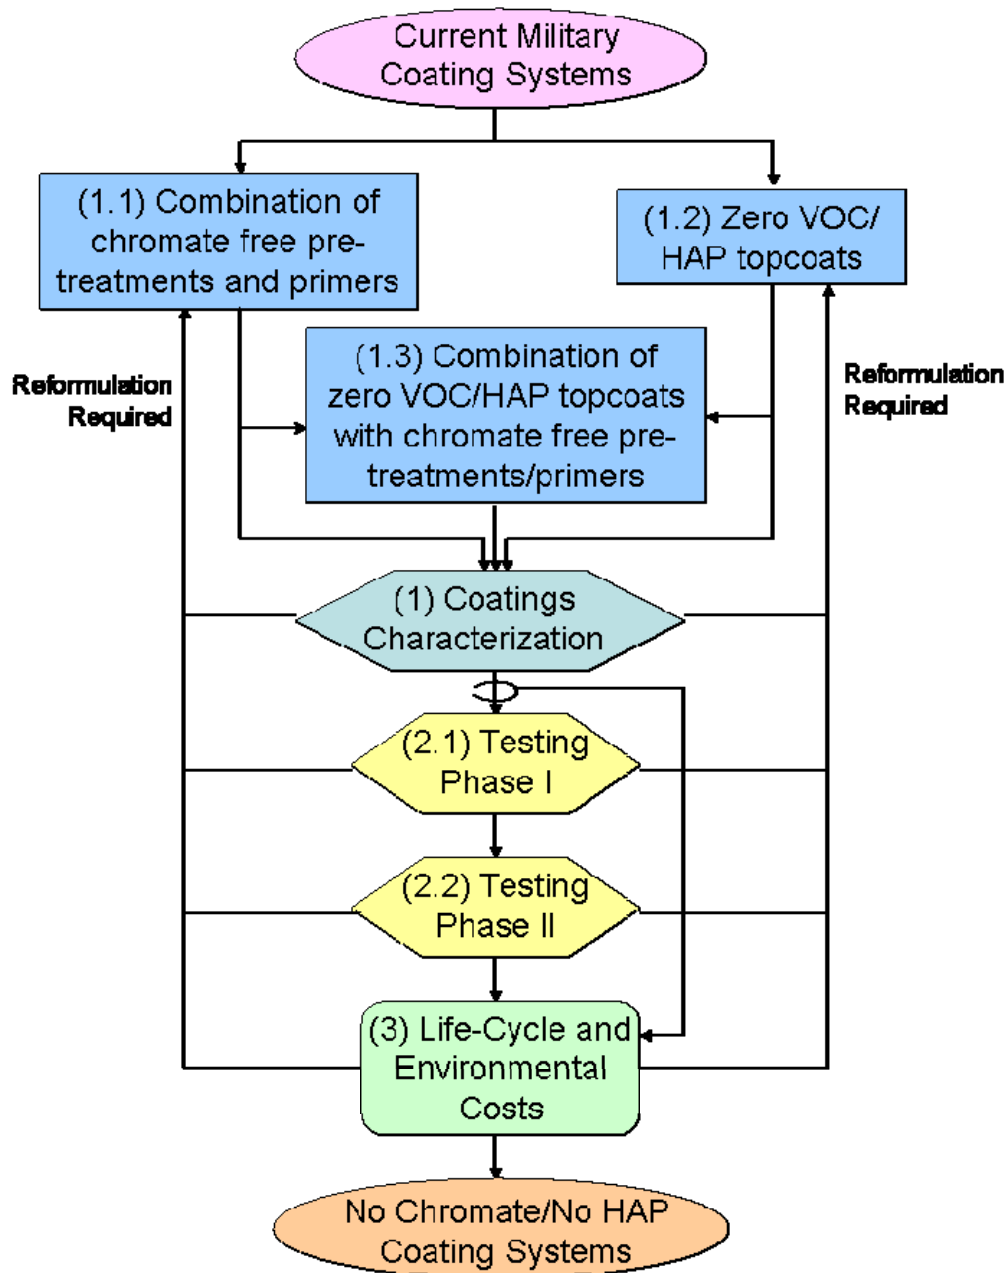 Current Military
Coating Systems
(1.1) Combination of
chromate free pre-
treatments and primers
(1.2) Zero VOC/
HAP topcoats
(1.3) Combination of
zero VOC/HAP topcoats
with chromate free pre-
treatments/primers
Reformulation
Required
Reformulation
Required
(1) Coatings
Characterization
(2.1) Testing
Phase I
(2.2) Testing
Phase II
(3) Life-Cycle and
Environmental
Costs
No Chromate/No HAP
Coating Systems